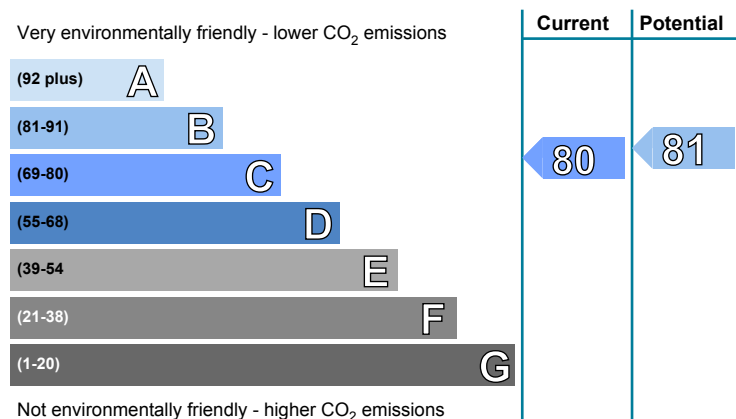 Very environmentally friendly - lower CO₂ emissions
Current
Potential
(92 plus) A
(81-91) B
(69-80) C
(55-68) D
(39-54 E
(21-38) F
(1-20) G
80
81
Not environmentally friendly - higher CO₂ emissions